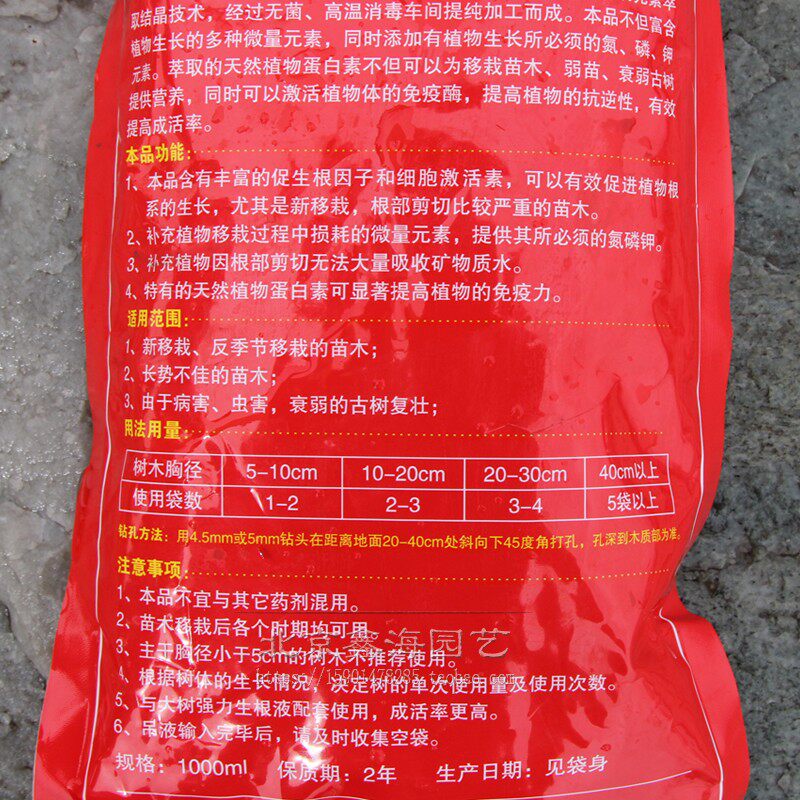 取结晶技术，经过无菌、高温消毒车间提纯加工而成。本品不但富含
植物生长的多种微量元素，同时添加有植物生长所必须的氮、磷、钾
元素。萃取的天然植物蛋白素不但可以为移栽苗木、弱苗、衰弱古树
提供营养，同时可以激活植物体的免疫酶，提高植物的抗逆性，有效
提高成活率。
本品功能：
1、本品含有丰富的促生根因子和细胞激活素，可以有效促进植物根
系的生长，尤其是新移栽，根部剪切比较严重的苗木。
2、补充植物移栽过程中损耗的微量元素，提供其所必须的氮磷钾。
3、补充植物因根部剪切无法大量吸收矿物质水。
4、特有的天然植物蛋白素可显著提高植物的免疫力。
适用范围：
1、新移栽、反季节移栽的苗木；
2、长势不佳的苗木；
3、由于病害、虫害，衰弱的古树复壮；
用法用量：
树木胸径 5-10cm 10-20cm 20-30cm 40cm以上
使用袋数 1-2 2-3 3-4 5袋以上
钻孔方法：用4.5mm或5mm钻头在距离地面20-40cm处斜向下45度角打孔，孔深到木质部为准。
注意事项：
1、本品不宜与其它药剂混用。
2、苗木移栽后各个时期均可用。
北京鑫海园艺
3、主干胸径小于5cm的树木不推荐使用。
https://15901478985.taobao.com
4、根据树体的生长情况，决定树的单次使用量及使用次数。
5、与大树强力生根液配套使用，成活率更高。
6、吊液输入完毕后，请及时收集空袋。
规格：1000ml 保质期：2年 生产日期：见袋身